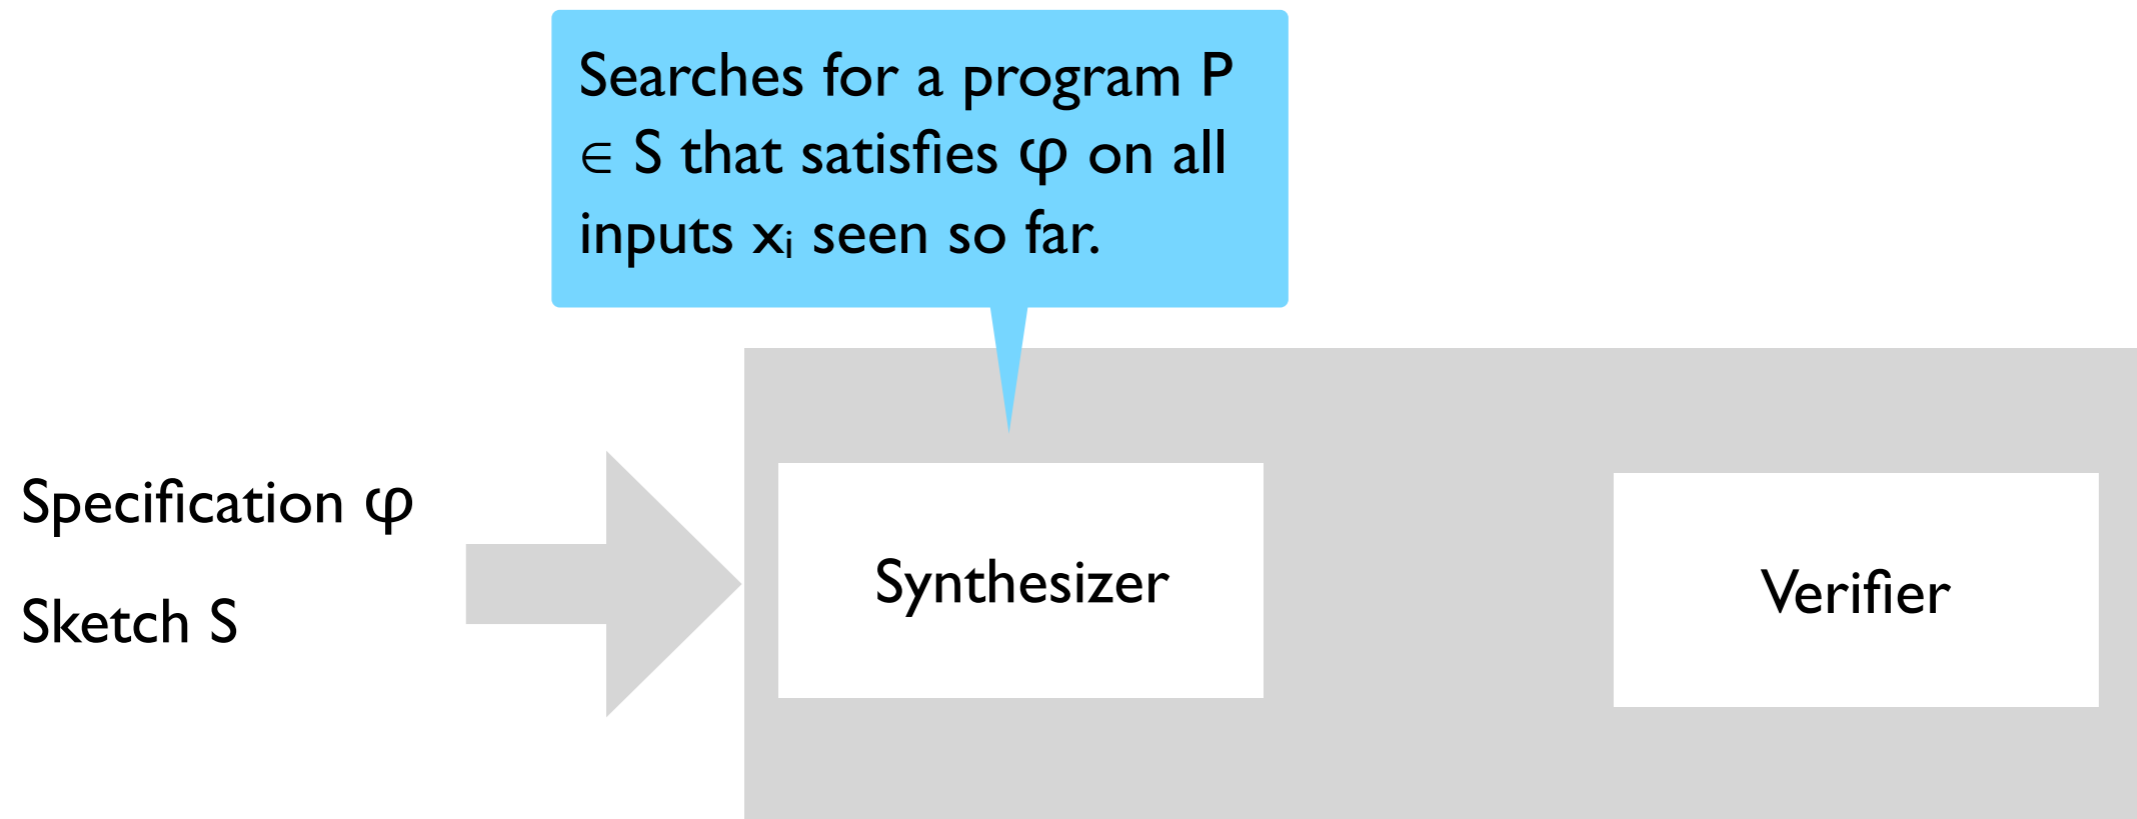 Searches for a program P
∈ S that satisfies φ on all
inputs xᵢ seen so far.
Specification φ
Sketch S
Synthesizer
Verifier